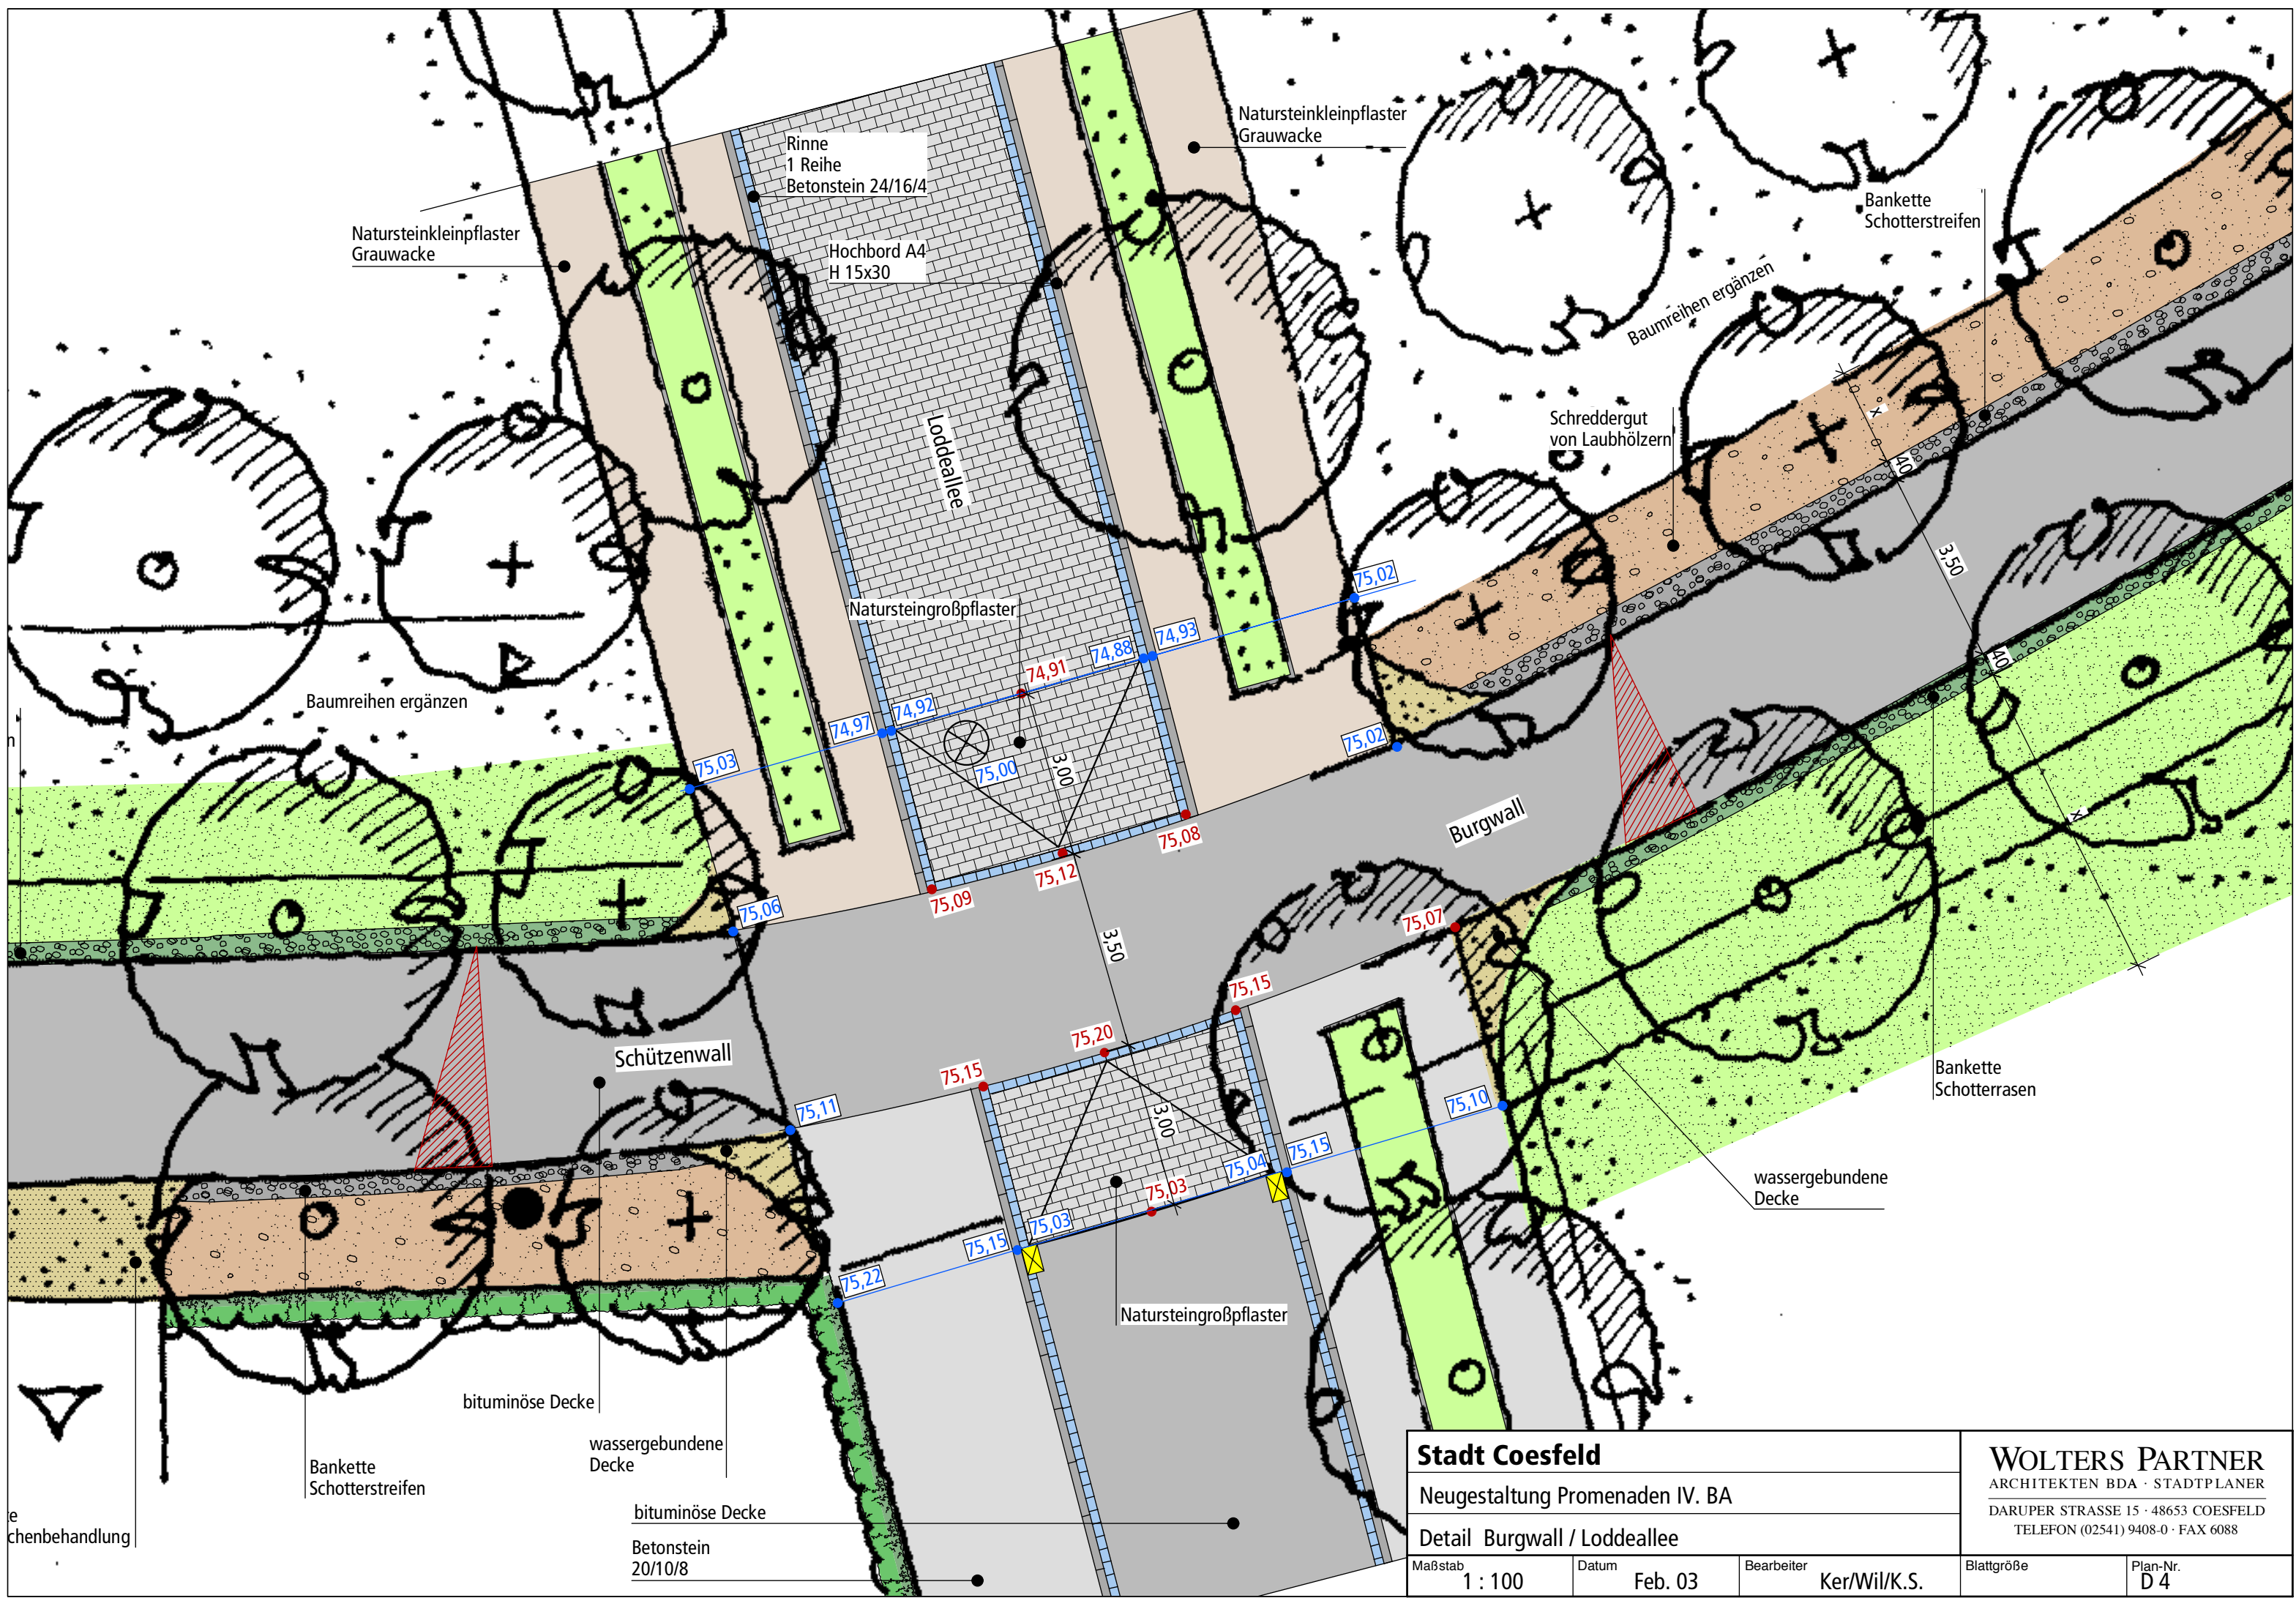 Natursteinkleinpflaster
Grauwacke
Rinne
1 Reihe
Betonstein 24/16/4
Natursteinkleinpflaster
Grauwacke
Hochbord A4
H 15x30
Bankette
Schotterstreifen
Baumreihen ergänzen
Loddeallee
Schreddergut
von Laubhölzern
x
40
3,50
40
x
Natursteingroßpflaster
75,02
74,93
74,88
74,91
74,92
74,97
75,03
75,00
3,00
75,02
Baumreihen ergänzen
n
75,08
75,12
75,09
75,06
Burgwall
3,50
75,07
75,15
75,20
75,15
Schützenwall
75,11
3,00
75,10
75,15
75,04
75,03
75,03
75,15
75,22
Bankette
Schotterrasen
wassergebundene
Decke
Natursteingroßpflaster
bituminöse Decke
wassergebundene
Decke
Bankette
Schotterstreifen
e
chenbehandlung
bituminöse Decke
Betonstein
20/10/8
Stadt Coesfeld
Neugestaltung Promenaden IV. BA
Detail Burgwall / Loddeallee
Maßstab 1 : 100
Datum Feb. 03
Bearbeiter Ker/Wil/K.S.
Blattgröße
Plan-Nr. D 4
WOLTERS PARTNER
ARCHITEKTEN BDA · STADTPLANER
DARUPER STRASSE 15 · 48653 COESFELD
TELEFON (02541) 9408-0 · FAX 6088